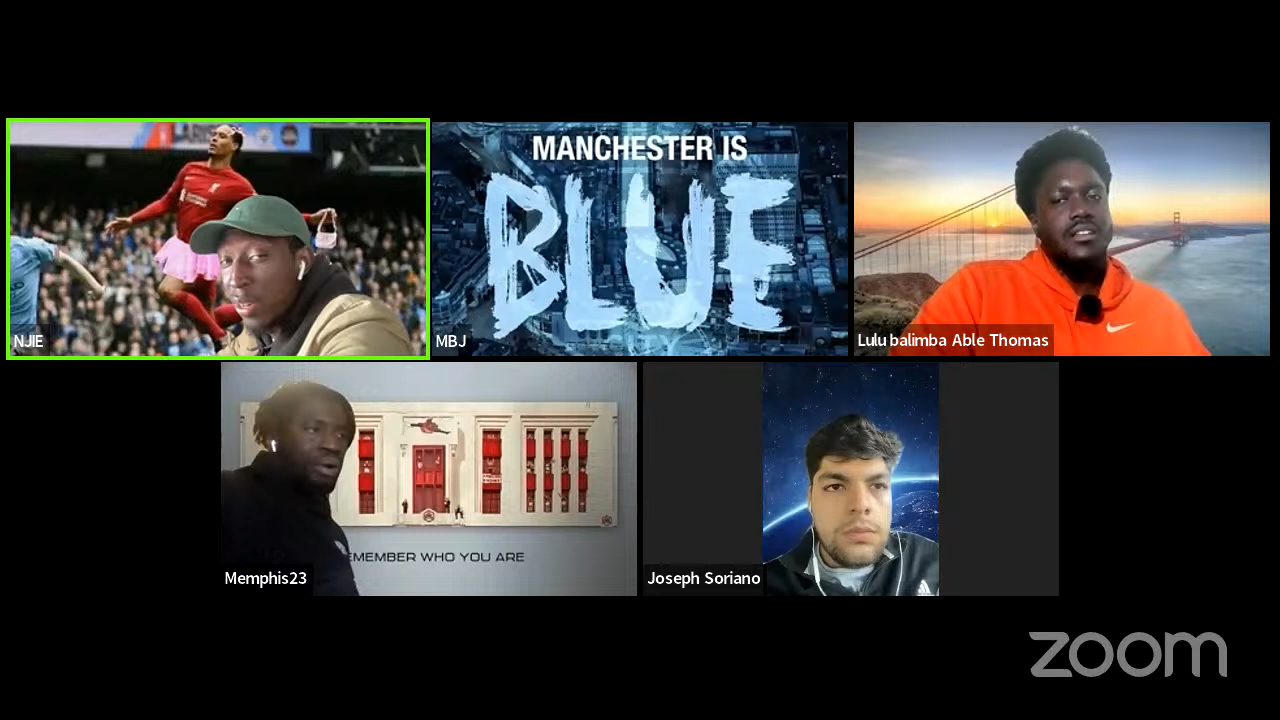 MANCHESTER IS
BLUE
NJIE
MBJ
Lulu balimba Able Thomas
EMEMBER WHO YOU ARE
Memphis23
Joseph Soriano
zoom